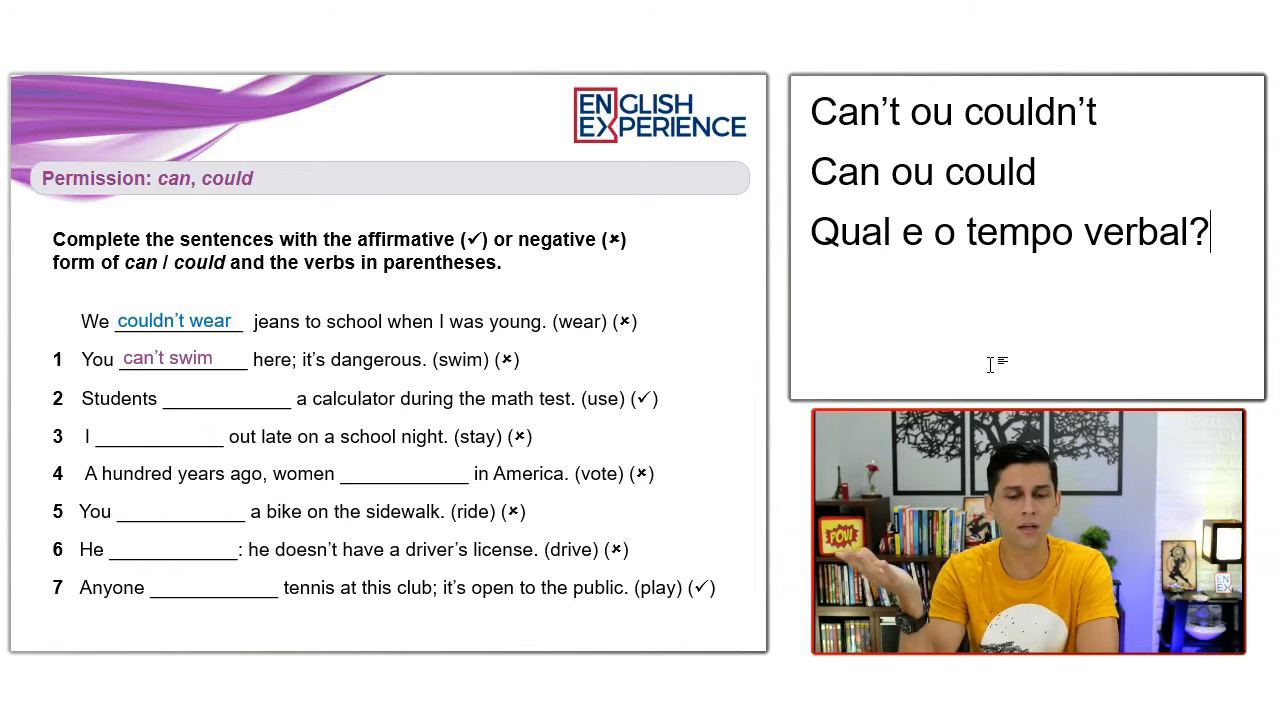 ENGLISH
EXPERIENCE
Permission: can, could
Complete the sentences with the affirmative (✓) or negative (×)
form of can / could and the verbs in parentheses.
We couldn't wear jeans to school when I was young. (wear) (×)
1 You can't swim here; it's dangerous. (swim) (×)
2 Students _____________ a calculator during the math test. (use) (✓)
3 I _____________ out late on a school night. (stay) (×)
4 A hundred years ago, women _____________ in America. (vote) (×)
5 You _____________ a bike on the sidewalk. (ride) (×)
6 He _____________: he doesn't have a driver's license. (drive) (×)
7 Anyone _____________ tennis at this club; it's open to the public. (play) (✓)
Can't ou couldn't
Can ou could
Qual e o tempo verbal?
POW!
EN
EX